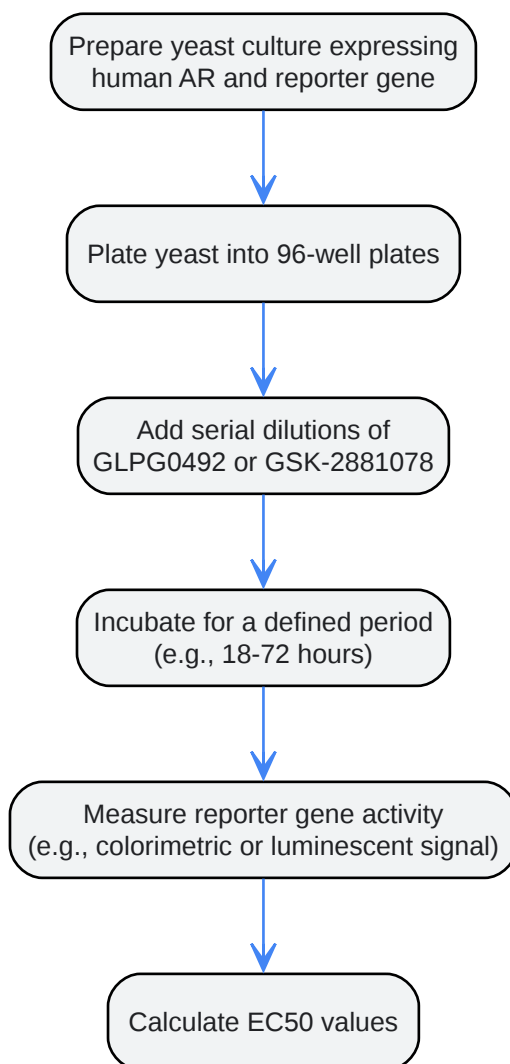 Prepare yeast culture expressing
human AR and reporter gene
Plate yeast into 96-well plates
Add serial dilutions of
GLPG0492 or GSK-2881078
Incubate for a defined period
(e.g., 18-72 hours)
Measure reporter gene activity
(e.g., colorimetric or luminescent signal)
Calculate EC50 values